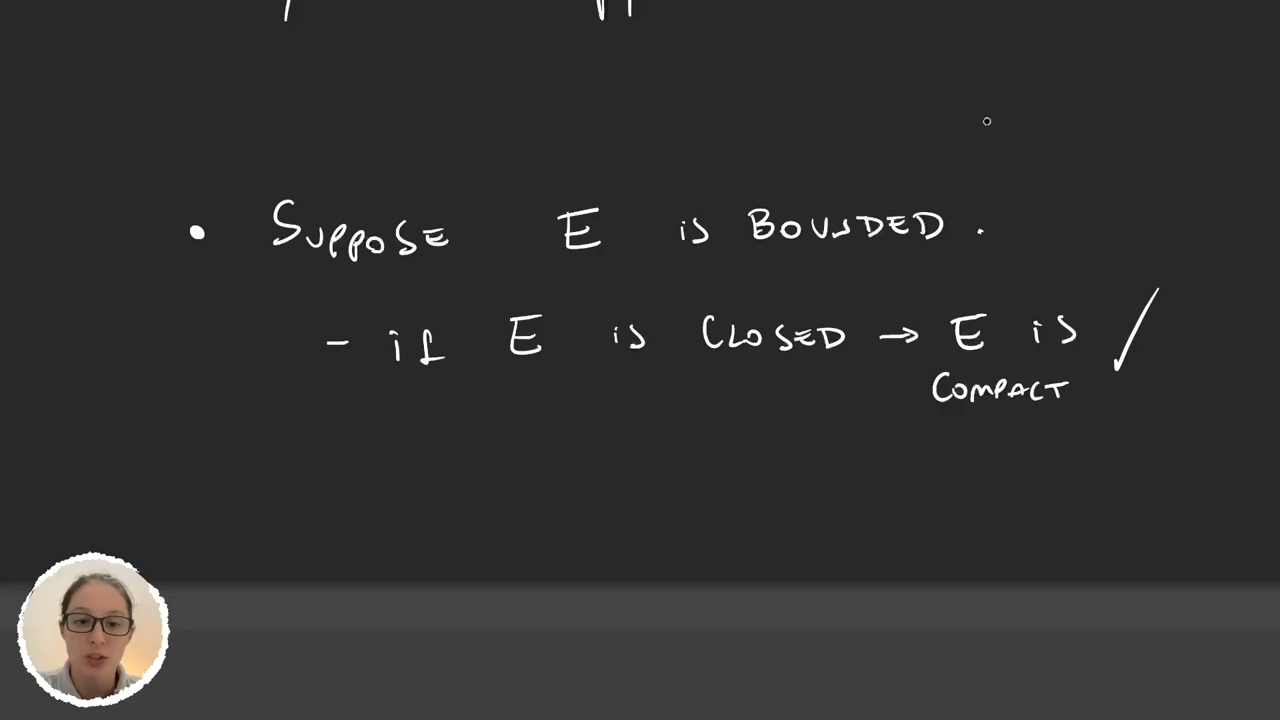 • SUPPOSE E is BOUNDED.
- if E is CLOSED → E is ✓
COMPACT